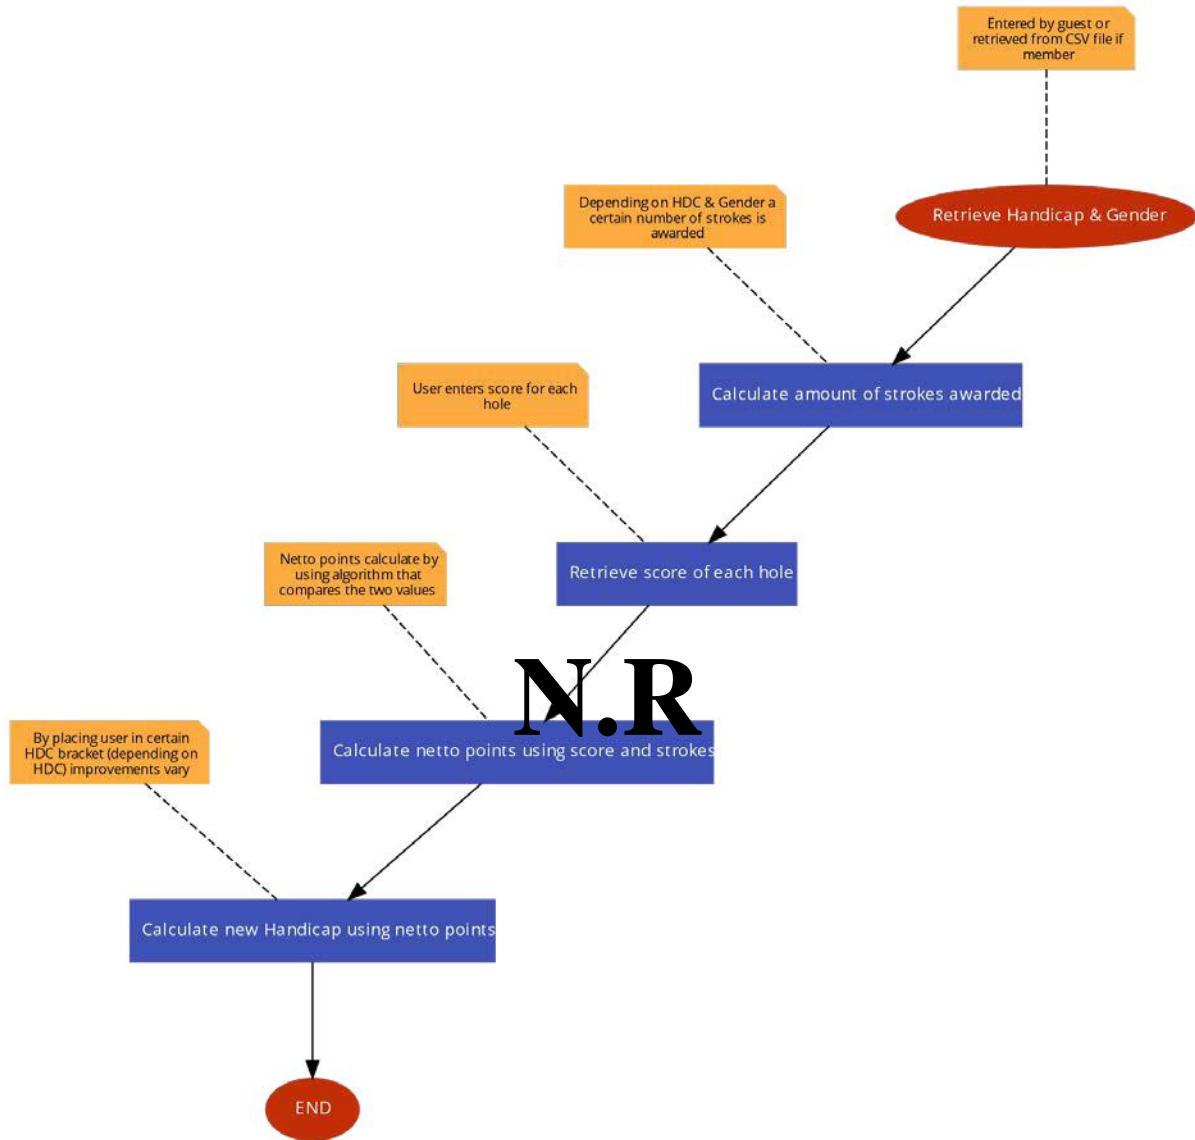 Entered by guest or
retrieved from CSV file if
member
Retrieve Handicap & Gender
Depending on HDC & Gender a
certain number of strokes is
awarded
Calculate amount of strokes awarded
User enters score for each
hole
Retrieve score of each hole
Netto points calculate by
using algorithm that
compares the two values
N.R
Calculate netto points using score and strokes
By placing user in certain
HDC bracket (depending on
HDC) improvements vary
Calculate new Handicap using netto points
END